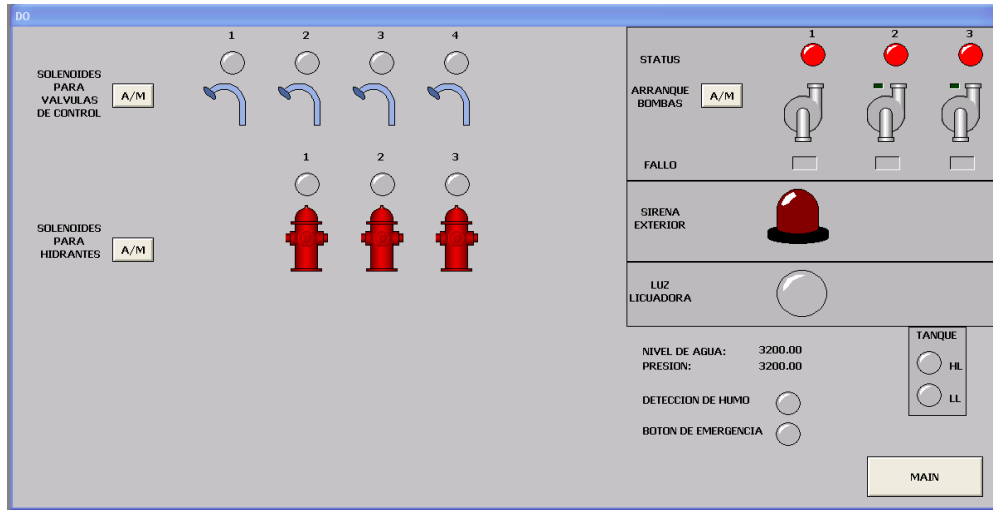 DO
1 2 3 4
SOLENOIDES
PARA
VALVULAS
DE CONTROL
A/M
1 2 3
SOLENOIDES
PARA
HIDRANTES
A/M
1 2 3
STATUS
ARRANQUE
BOMBAS
A/M
FALLO
SIRENA
EXTERIOR
LUZ
LICUADORA
NIVEL DE AGUA: 3200.00
PRESION: 3200.00
DETECCION DE HUMO
BOTON DE EMERGENCIA
TANQUE
HL
LL
MAIN